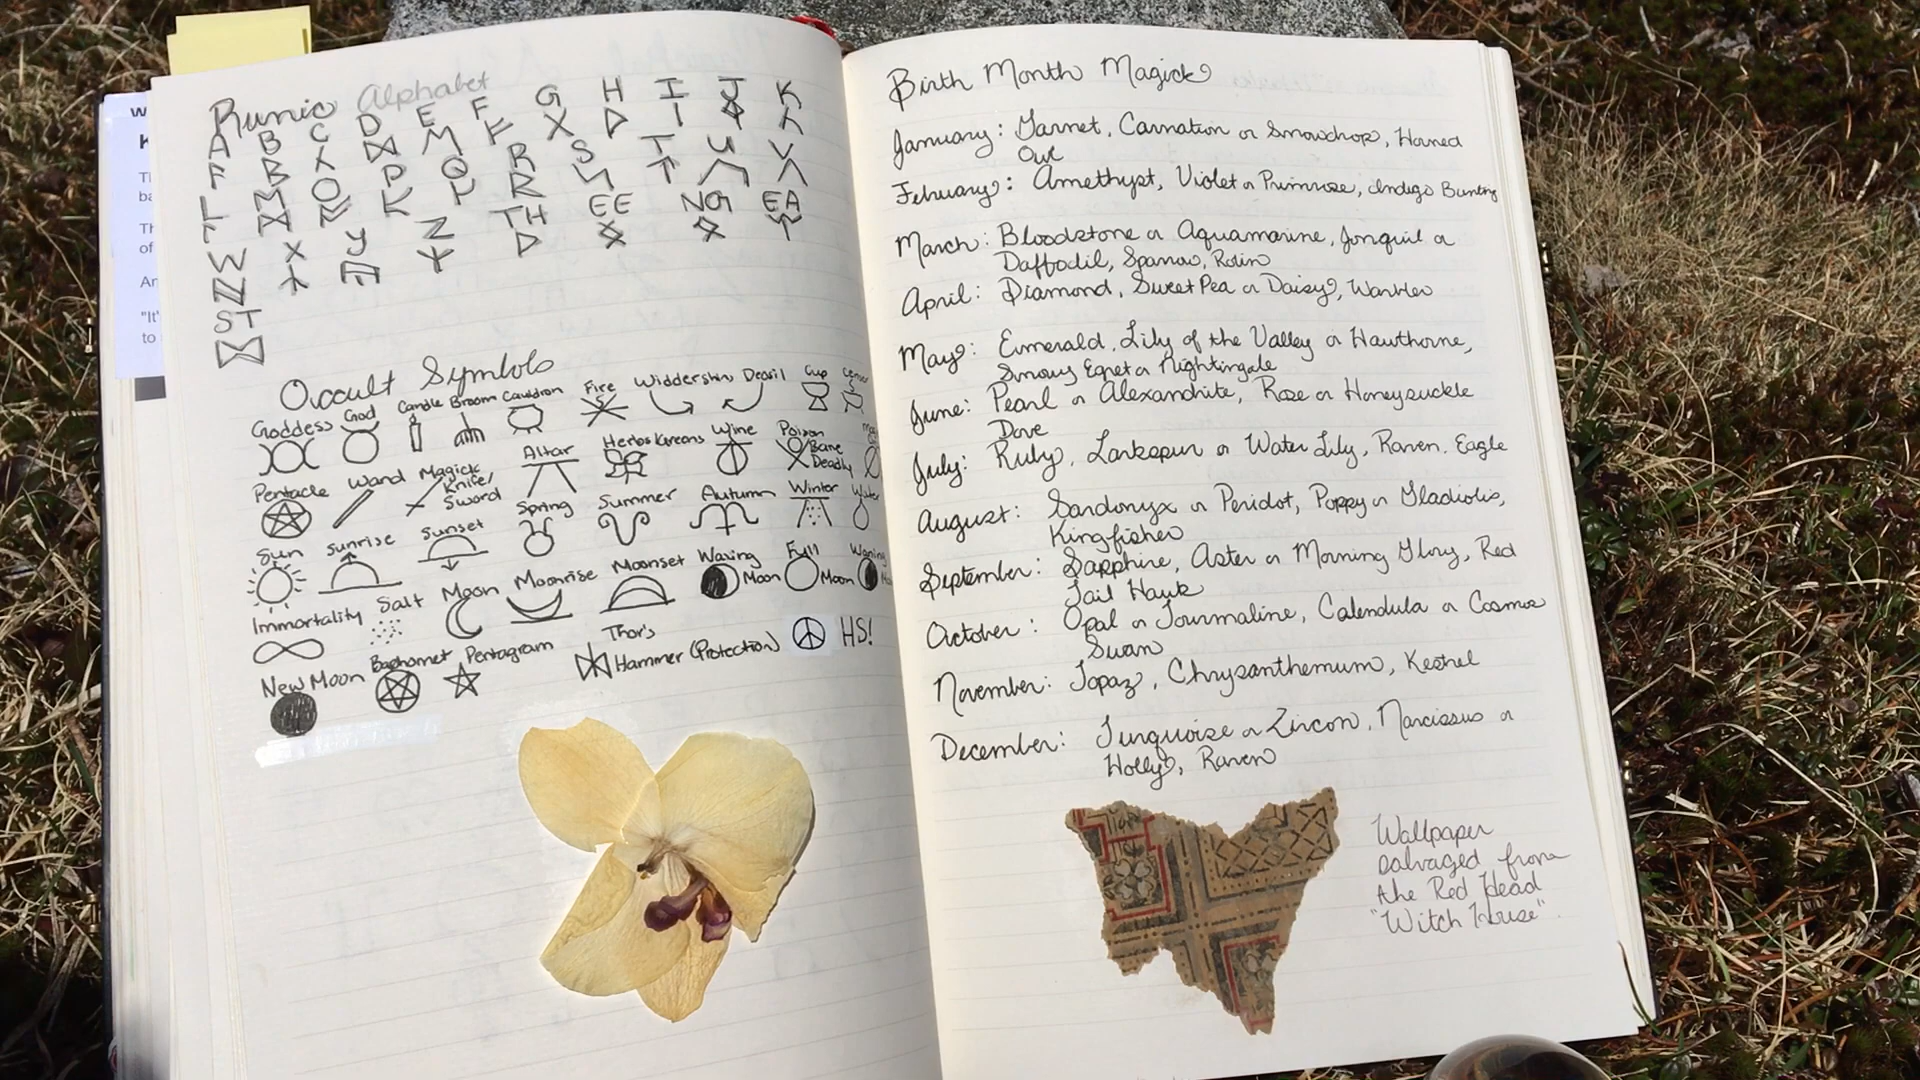 Runic Alphabet
A B C D E F G H I J K
L M O P Q R S T U V
W X Y Z TH EE NG EA
ST
Occult Symbols
Goddess God Candle Broom Cauldron Fire Widdershins Deosil Cup Censer
Pentacle Wand Magick Knife/ Sword Altar Herbs/Greens Wine Poison Bane Deadly
Sun Sunrise Sunset Spring Summer Autumn Winter Water
Immortality Salt Moon Moonrise Moonset Waxing Moon Full Moon Waning
New Moon Baphomet Pentagram Thor's Hammer (Protection) HS!
Birth Month Magick
January: Garnet, Carnation or Snowdrop, Horned
Owl
February: Amethyst, Violet or Primrose, Indigo Bunting
March: Bloodstone or Aquamarine, Jonquil or
Daffodil, Sparrow, Robin
April: Diamond, Sweet Pea or Daisy, Warbler
May: Emerald, Lily of the Valley or Hawthorne,
Snowy Egret or Nightingale
June: Pearl or Alexandrite, Rose or Honeysuckle
Dove
July: Ruby, Larkspur or Water Lily, Raven, Eagle
August: Sardonyx or Peridot, Poppy or Gladiolis,
Kingfisher
September: Sapphire, Aster or Morning Glory, Red
Tail Hawk
October: Opal or Tourmaline, Calendula or Cosmos
Swan
November: Topaz, Chrysanthemum, Kestrel
December: Turquoise or Zircon, Narcissus or
Holly, Raven
Wallpaper
salvaged from
the Red Head
"Witch House".